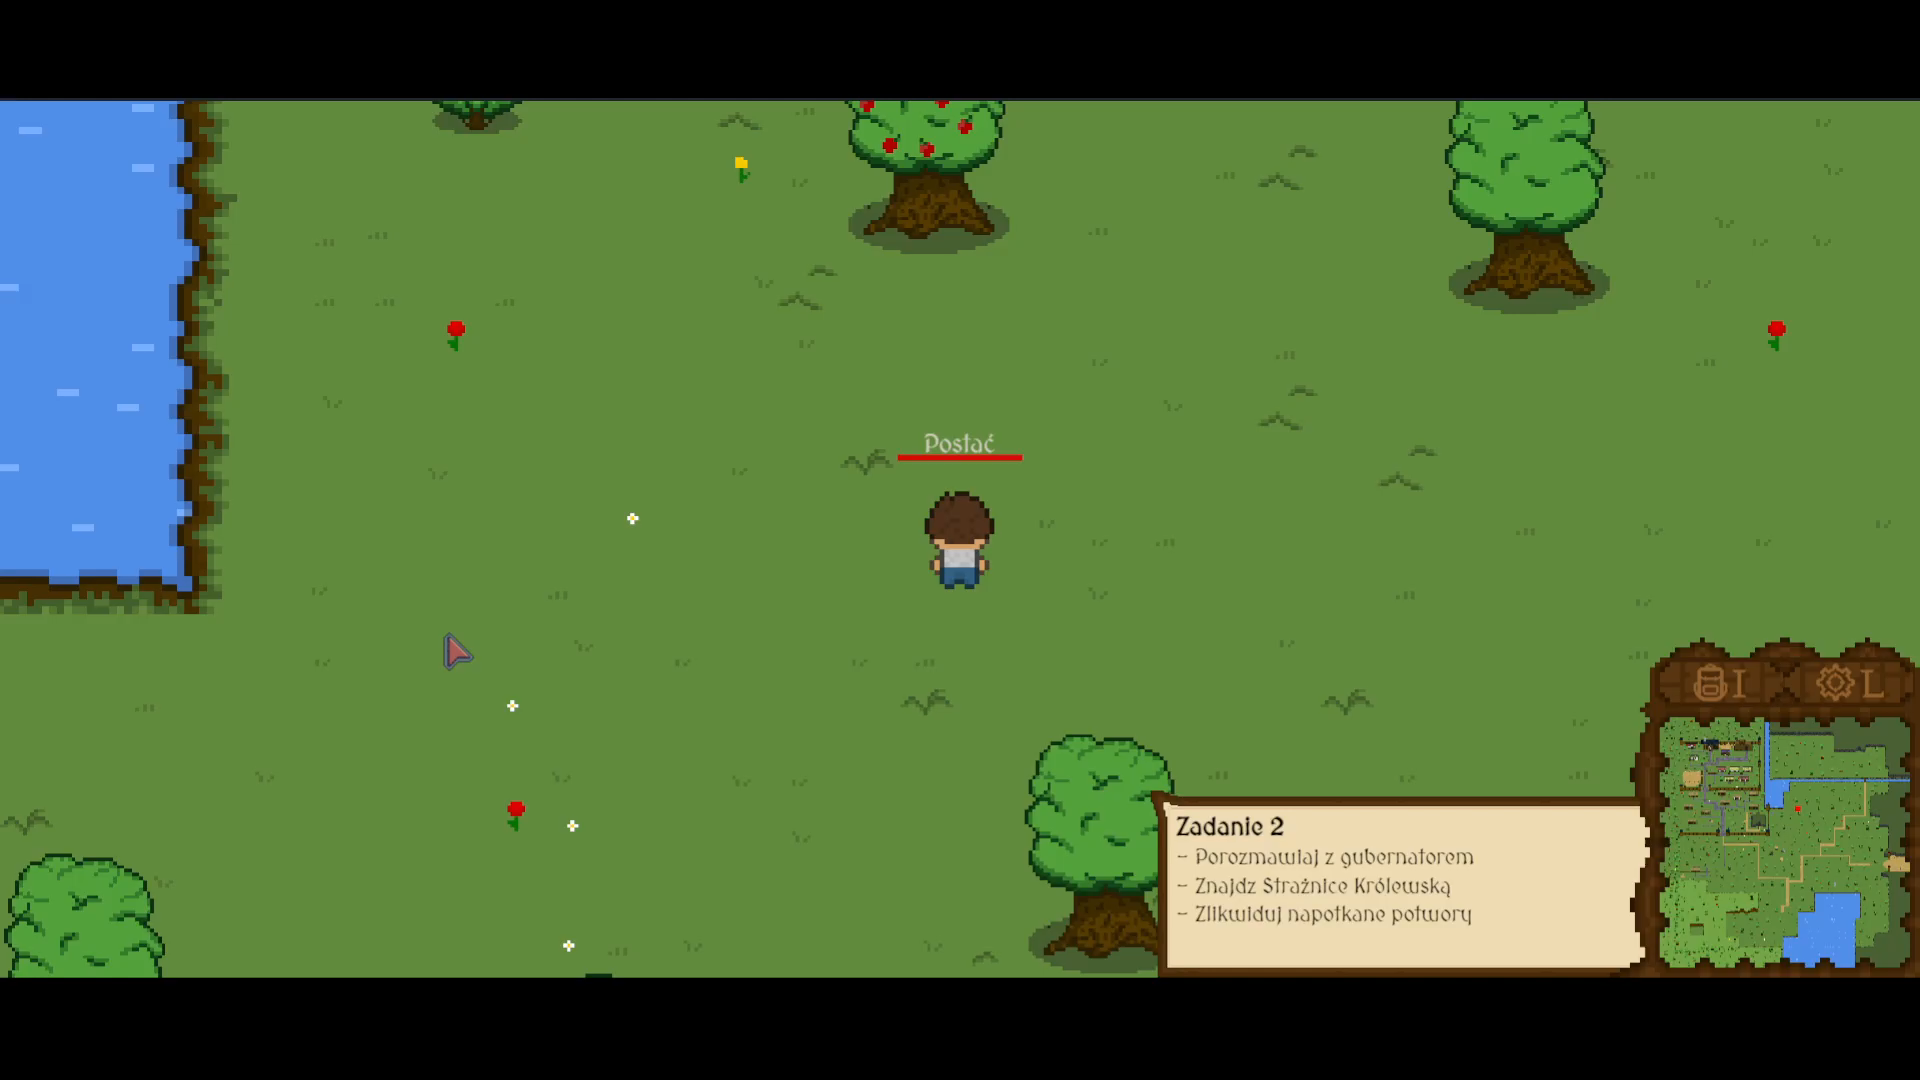 Postać
I
L
Zadanie 2
- Porozmawiaj z gubernatorem
- Znajdz Strażnice Królewską
- Zlikwiduj napotkane potwory